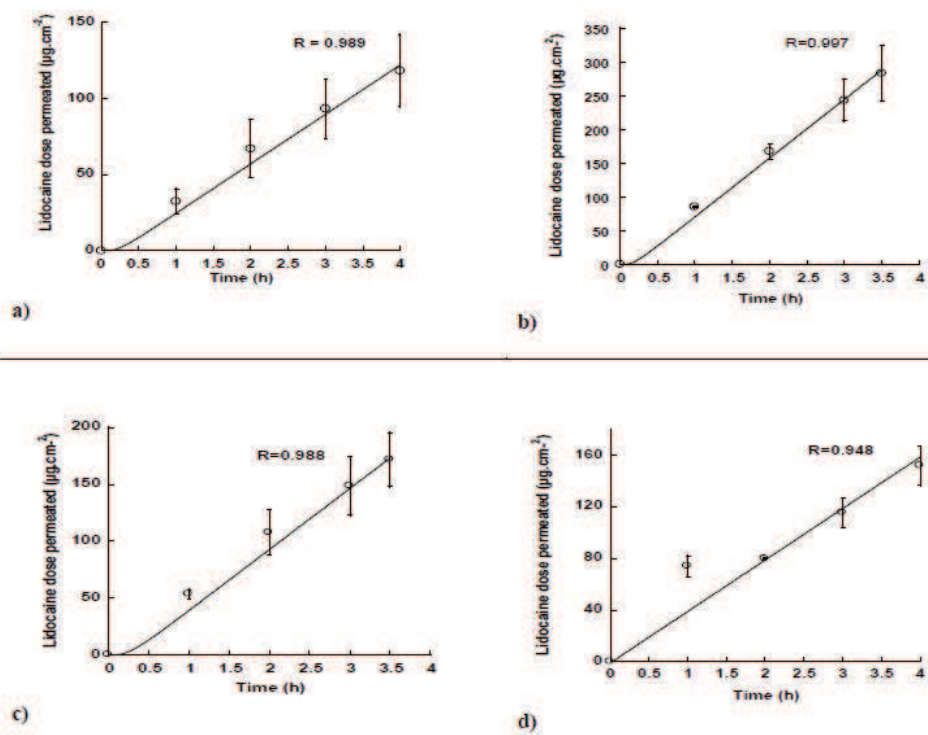 Lidocaine dose permeated (µg.cm-²)
R = 0.989
150
100
50
0
0 0.5 1 1.5 2 2.5 3 3.5 4
Time (h)
a)
Lidocaine dose permeated (µg.cm-²)
R=0.997
350
300
250
200
150
100
50
0
0 0.5 1 1.5 2 2.5 3 3.5 4
Time (h)
b)
Lidocaine dose permeated (µg.cm-²)
R=0.988
200
150
100
50
0
0 0.5 1 1.5 2 2.5 3 3.5 4
Time (h)
c)
Lidocaine dose permeated (µg.cm-²)
R=0.948
160
120
80
40
0
0 0.5 1 1.5 2 2.5 3 3.5 4
Time (h)
d)